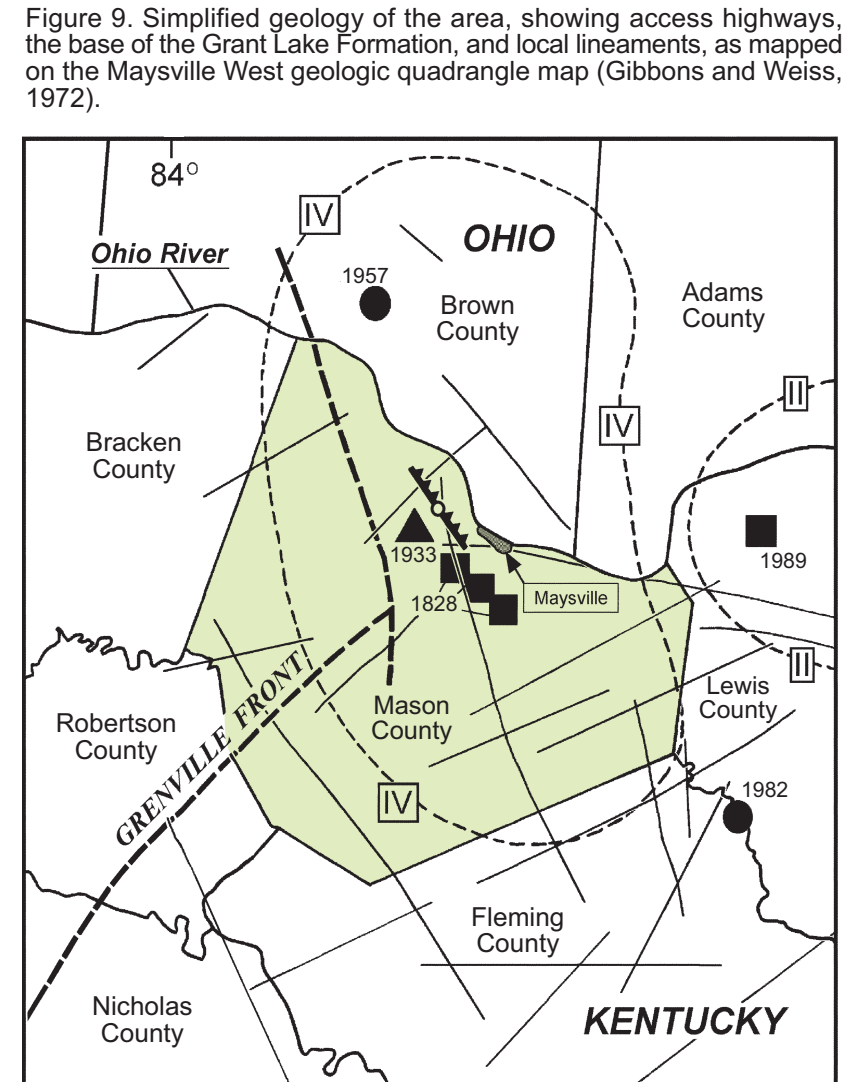 Figure 9. Simplified geology of the area, showing access highways,
the base of the Grant Lake Formation, and local lineaments, as mapped
on the Maysville West geologic quadrangle map (Gibbons and Weiss,
1972).
84°
IV
OHIO
Ohio River
1957
Brown
County
Adams
County
II
IV
Bracken
County
1933
1989
1828
Maysville
GRENVILLE FRONT
Mason
County
II
Lewis
County
Robertson
County
IV
1982
Fleming
County
Nicholas
County
KENTUCKY